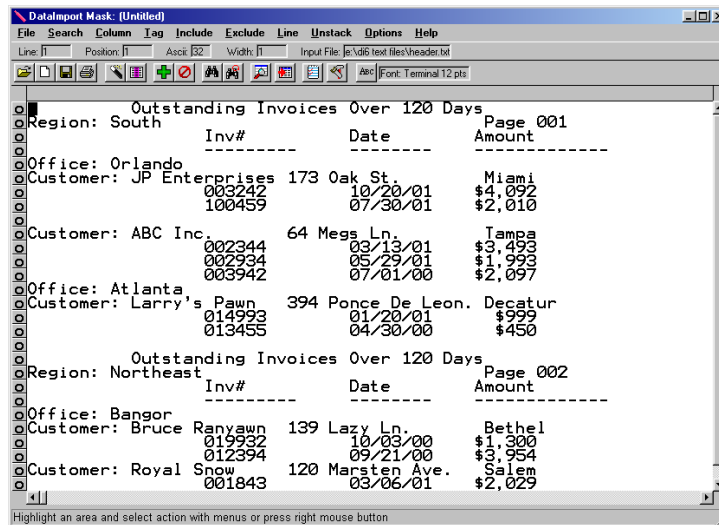 DataImport Mask: (Untitled)
File Search Column Tag Include Exclude Line Unstack Options Help
Line: 1 Position: 1 Ascii: 32 Width: 1 Input File: e:\di6 text files\header.txt
ABC Font: Terminal 12 pts
Outstanding Invoices Over 120 Days
Region: South Page 001
Inv# Date Amount
--------- -------- -------------
Office: Orlando
Customer: JP Enterprises 173 Oak St. Miami
003242 10/20/01 $4,092
100459 07/30/01 $2,010
Customer: ABC Inc. 64 Megs Ln. Tampa
002344 03/13/01 $3,493
002934 05/29/01 $1,993
003942 07/01/00 $2,097
Office: Atlanta
Customer: Larry's Pawn 394 Ponce De Leon. Decatur
014993 01/20/01 $999
013455 04/30/00 $450
Outstanding Invoices Over 120 Days
Region: Northeast Page 002
Inv# Date Amount
--------- -------- -------------
Office: Bangor
Customer: Bruce Ranyawn 139 Lazy Ln. Bethel
019932 10/03/00 $1,300
012394 09/21/00 $3,954
Customer: Royal Snow 120 Marsten Ave. Salem
001843 03/06/01 $2,029
Highlight an area and select action with menus or press right mouse button